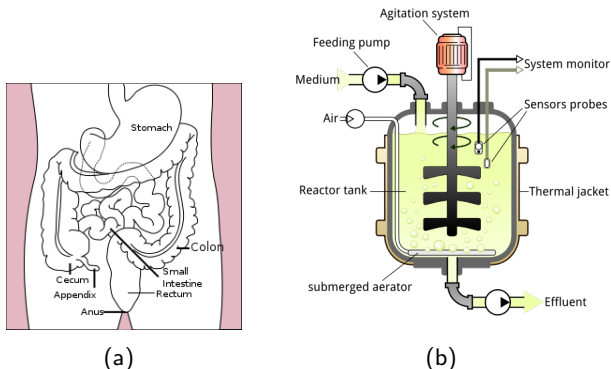 Stomach
Colon
Small
Intestine
Cecum
Appendix
Rectum
Anus
(a)
Agitation system
Feeding pump
Medium
System monitor
Air
Sensors probes
Reactor tank
Thermal jacket
submerged aerator
Effluent
(b)